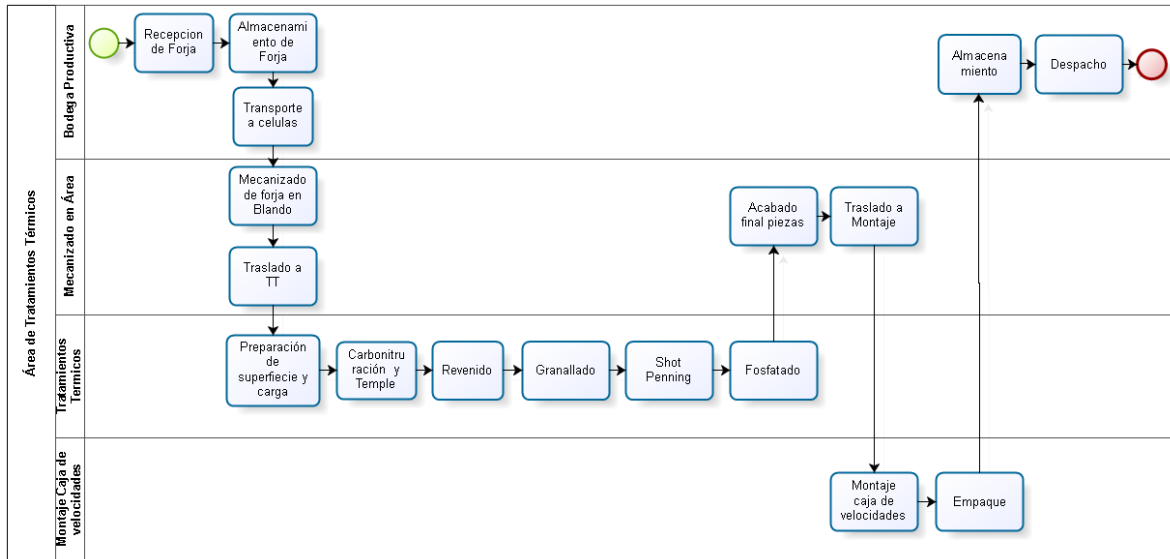 Área de Tratamientos Térmicos
Bodega Productiva
Recepcion
de Forja
Almacenam
iento de
Forja
Transporte
a celulas
Almacena
miento
Despacho
Mecanizado en Área
Mecanizado
de forja en
Blando
Traslado a
TT
Acabado
final piezas
Traslado a
Montaje
Tratamientos
Termicos
Preparación
de
superfiecie y
carga
Carbonitru
ración y
Temple
Revenido
Granallado
Shot
Penning
Fosfatado
Montaje Caja de
velocidades
Montaje
caja de
velocidades
Empaque